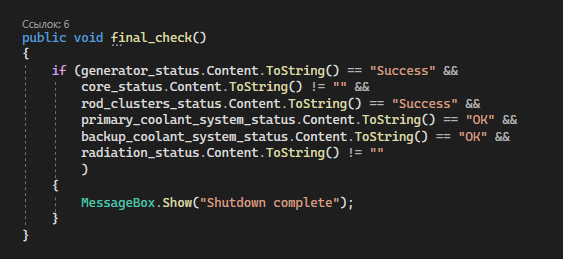 Ссылок: 6
public void final_check()
{
if (generator_status.Content.ToString() == "Success" &&
core_status.Content.ToString() != "" &&
rod_clusters_status.Content.ToString() == "Success" &&
primary_coolant_system_status.Content.ToString() == "OK" &&
backup_coolant_system_status.Content.ToString() == "OK" &&
radiation_status.Content.ToString() != ""
)
{
MessageBox.Show("Shutdown complete");
}
}